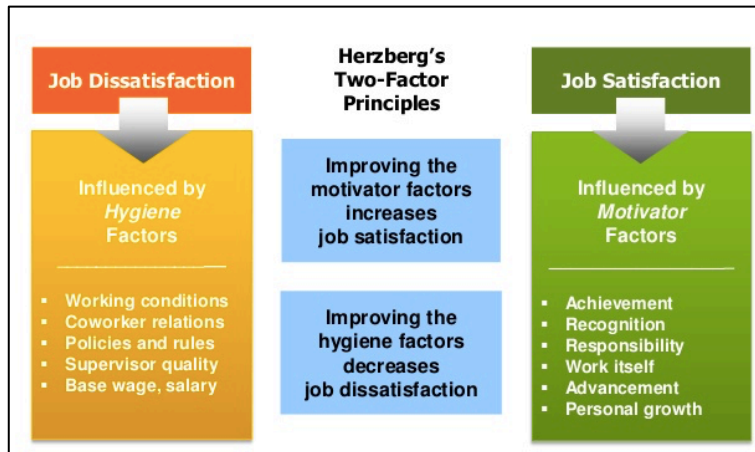 Job Dissatisfaction
Influenced by
Hygiene
Factors
▪ Working conditions
▪ Coworker relations
▪ Policies and rules
▪ Supervisor quality
▪ Base wage, salary
Herzberg's
Two-Factor
Principles
Improving the
motivator factors
increases
job satisfaction
Improving the
hygiene factors
decreases
job dissatisfaction
Job Satisfaction
Influenced by
Motivator
Factors
▪ Achievement
▪ Recognition
▪ Responsibility
▪ Work itself
▪ Advancement
▪ Personal growth